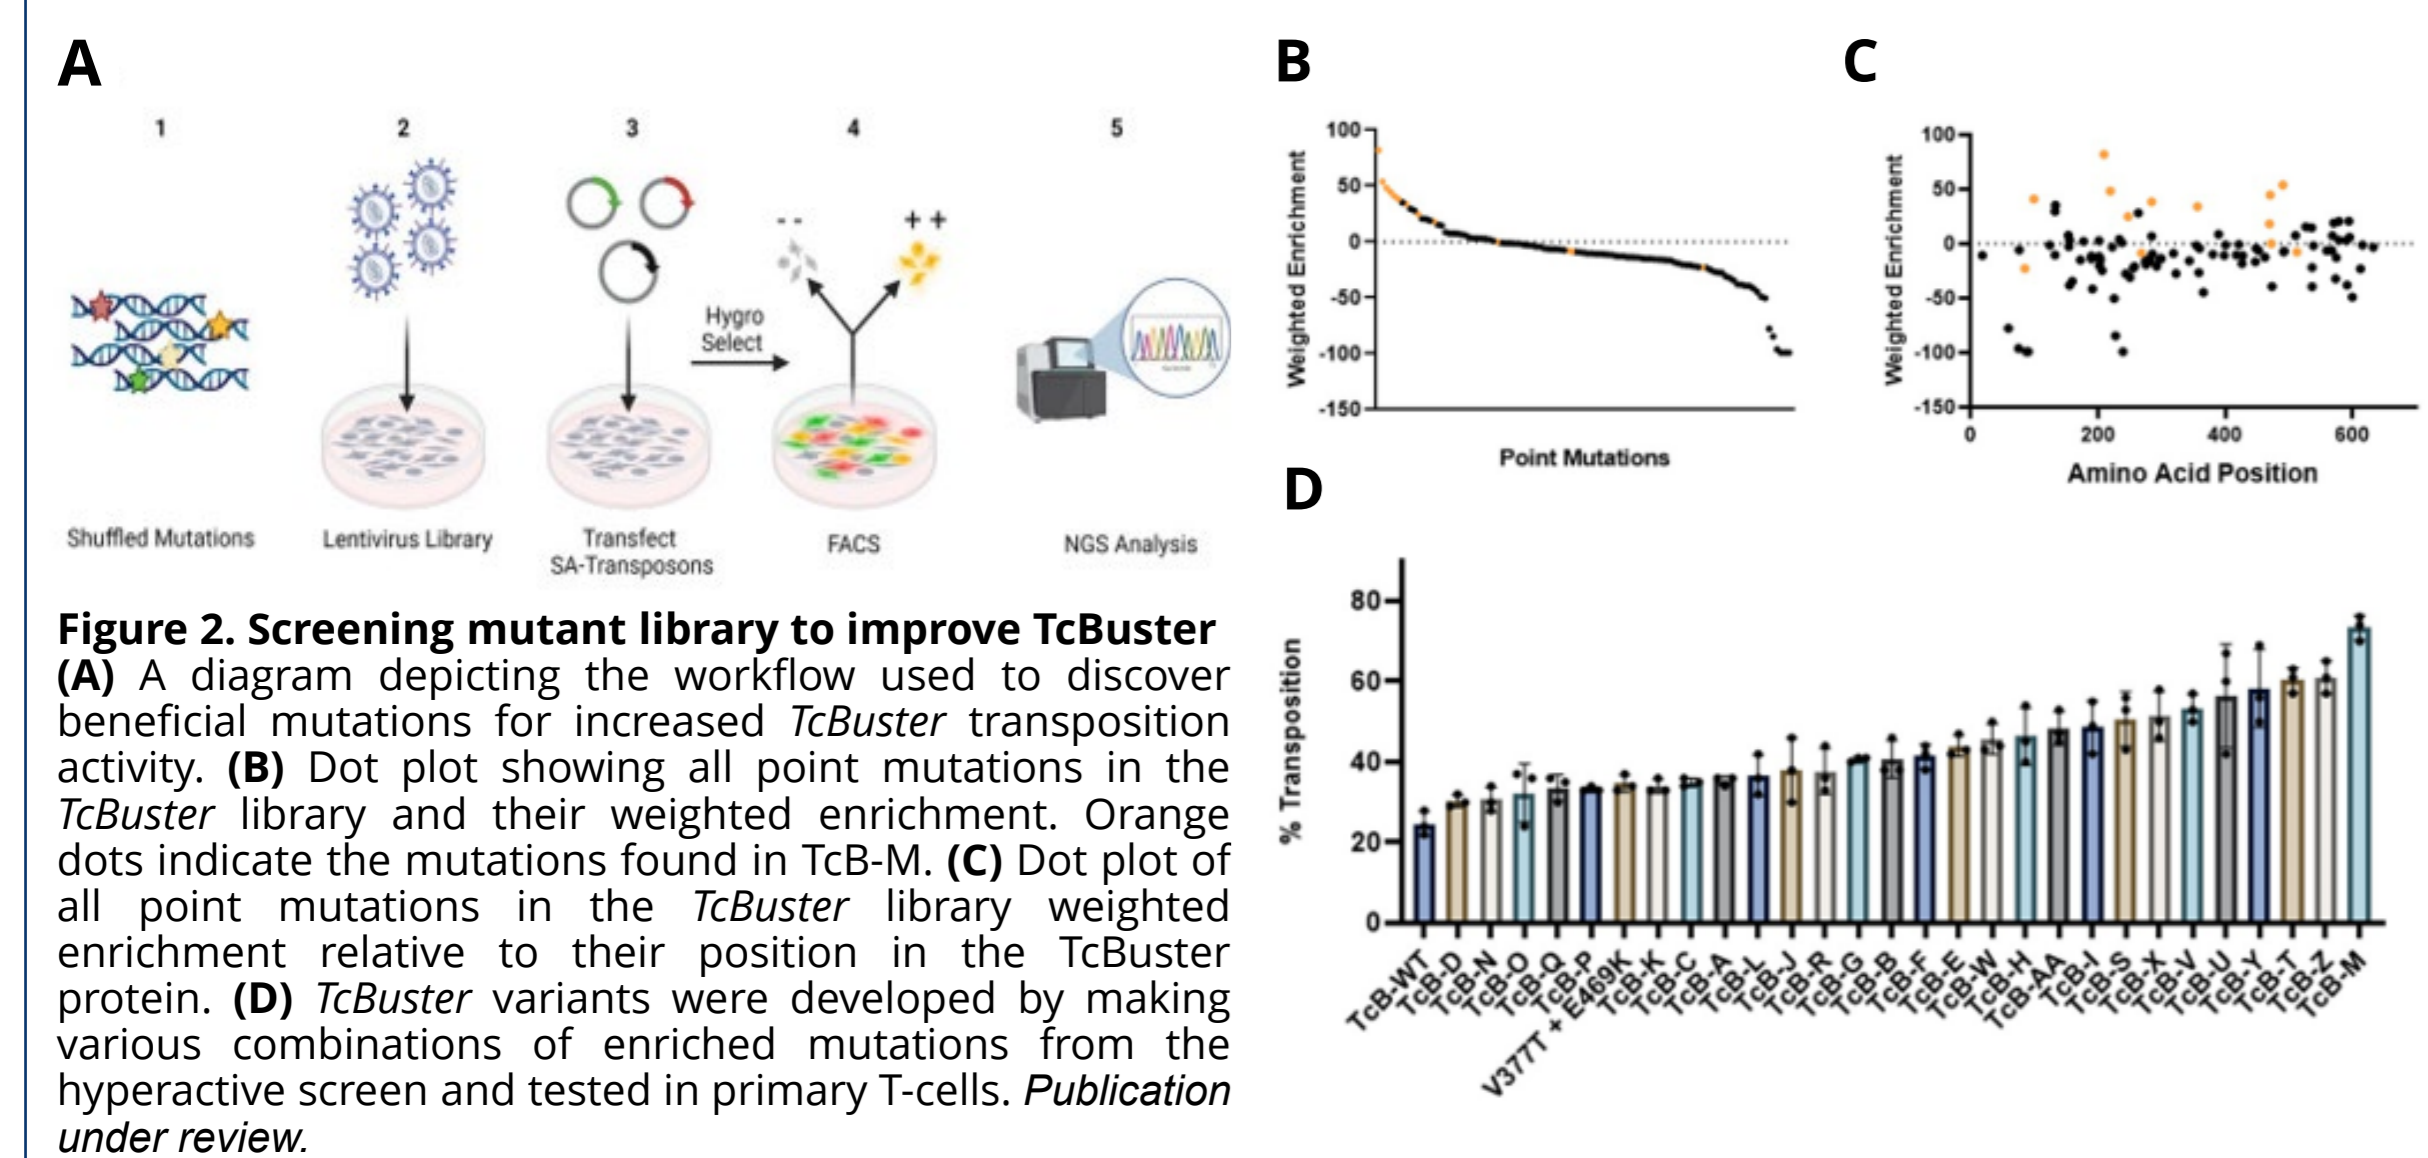 A
1
2
3
4
5
- -
+ +
Hygro
Select
Shuffled Mutations
Lentivirus Library
Transfect
SA-Transposons
FACS
NGS Analysis
Figure 2. Screening mutant library to improve TcBuster
(A) A diagram depicting the workflow used to discover
beneficial mutations for increased TcBuster transposition
activity. (B) Dot plot showing all point mutations in the
TcBuster library and their weighted enrichment. Orange
dots indicate the mutations found in TcB-M. (C) Dot plot of
all point mutations in the TcBuster library weighted
enrichment relative to their position in the TcBuster
protein. (D) TcBuster variants were developed by making
various combinations of enriched mutations from the
hyperactive screen and tested in primary T-cells. Publication
under review.
B
Weighted Enrichment
100
50
0
-50
-100
-150
Point Mutations
C
Weighted Enrichment
100
50
0
-50
-100
-150
0
200
400
600
Amino Acid Position
D
% Transposition
80
60
40
20
0
TcB-WT
TcB-D
TcB-N
TcB-O
TcB-Q
TcB-P
V377T + E469K
TcB-K
TcB-C
TcB-A
TcB-L
TcB-J
TcB-R
TcB-G
TcB-B
TcB-F
TcB-E
TcB-W
TcB-H
TcB-AA
TcB-I
TcB-S
TcB-X
TcB-V
TcB-U
TcB-Y
TcB-T
TcB-Z
TcB-M